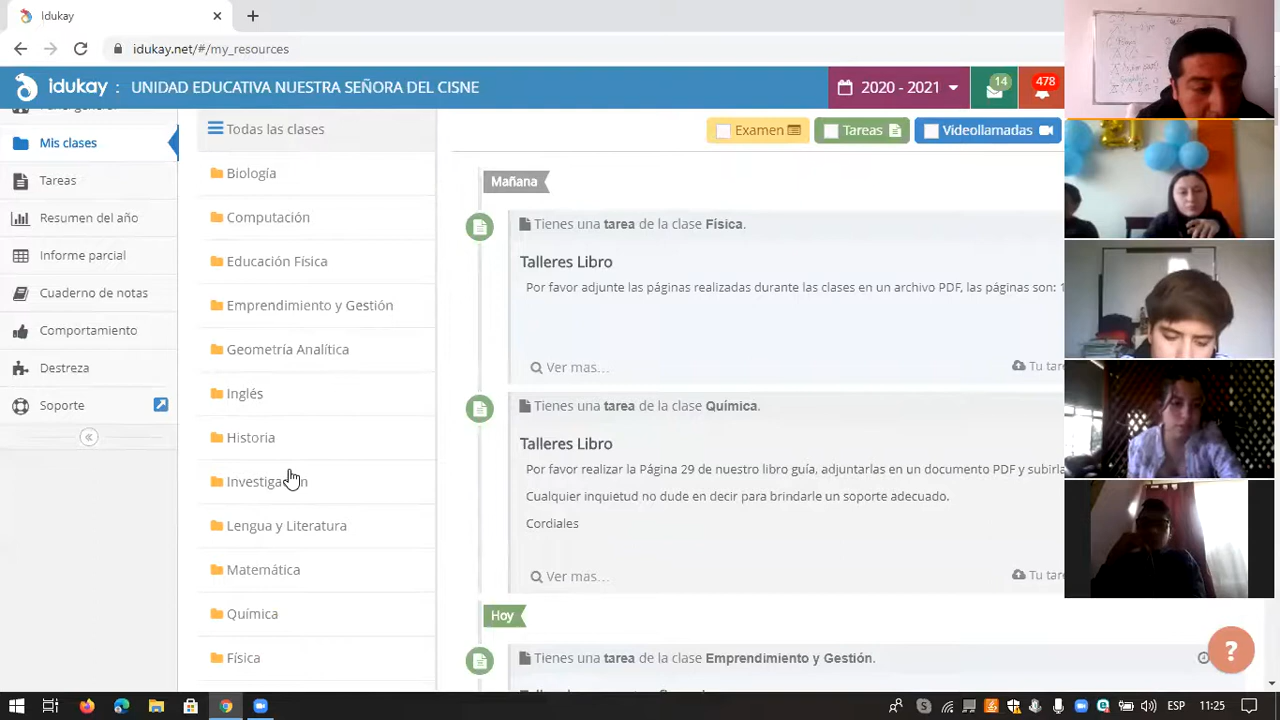 Idukay
idukay.net/#/my_resources
idukay : UNIDAD EDUCATIVA NUESTRA SEÑORA DEL CISNE
2020 - 2021
14
478
Mis clases
Tareas
Resumen del año
Informe parcial
Cuaderno de notas
Comportamiento
Destreza
Soporte
Todas las clases
Biología
Computación
Educación Física
Emprendimiento y Gestión
Geometría Analítica
Inglés
Historia
Lengua y Literatura
Matemática
Química
Física
Examen
Tareas
Videollamadas
Mañana
Tienes una tarea de la clase Física.
Talleres Libro
Por favor adjunte las páginas realizadas durante las clases en un archivo PDF, las páginas son: 1
Ver mas...
Tu tare
Tienes una tarea de la clase Química.
Talleres Libro
Por favor realizar la Página 29 de nuestro libro guía, adjuntarlas en un documento PDF y subirla
Cualquier inquietud no dude en decir para brindarle un soporte adecuado.
Cordiales
Ver mas...
Tu tare
Hoy
Tienes una tarea de la clase Emprendimiento y Gestión.
?
ESP
11:25